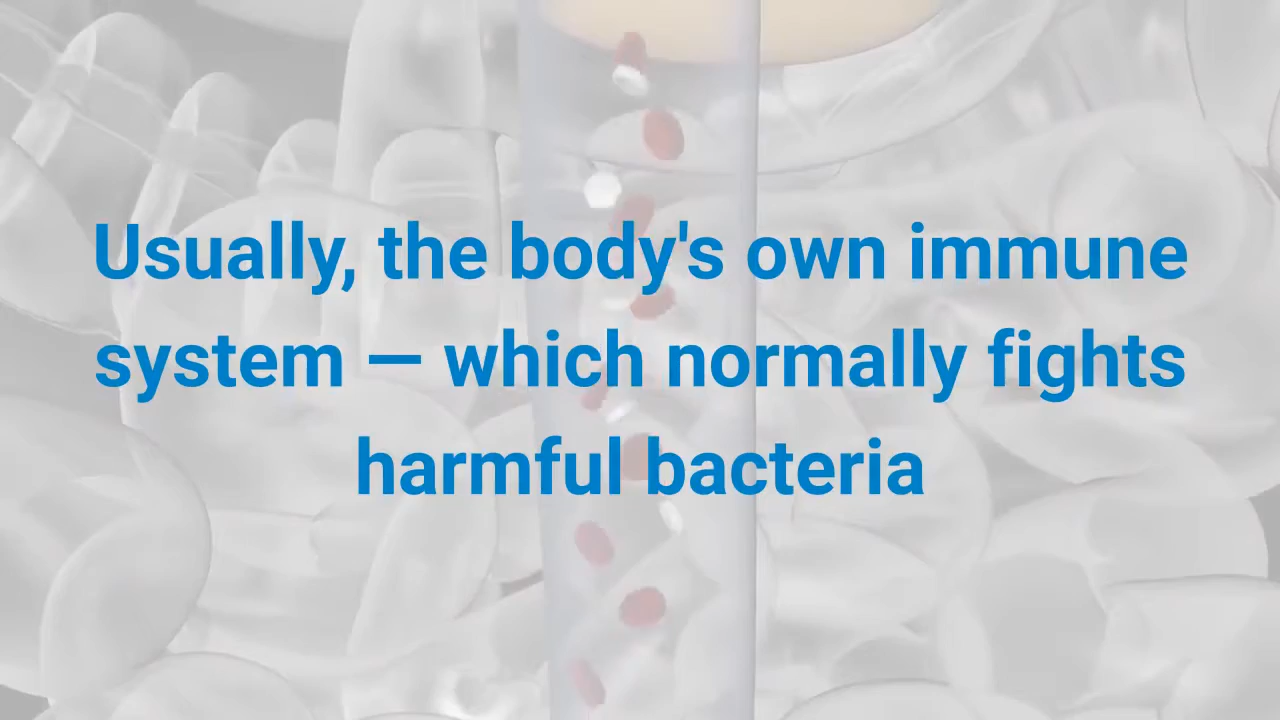 Usually, the body's own immune
system — which normally fights
harmful bacteria